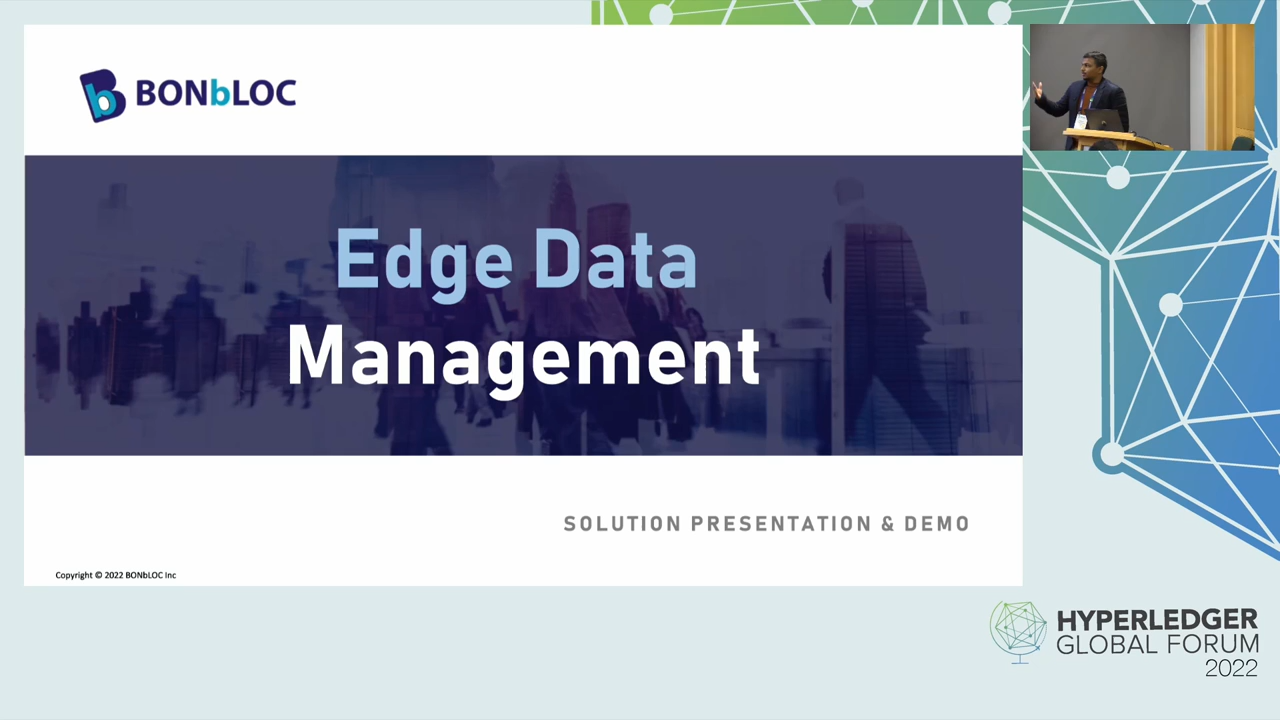 BONbLOC
Edge Data
Management
SOLUTION PRESENTATION & DEMO
Copyright © 2022 BONbLOC Inc
HYPERLEDGER
GLOBAL FORUM
2022